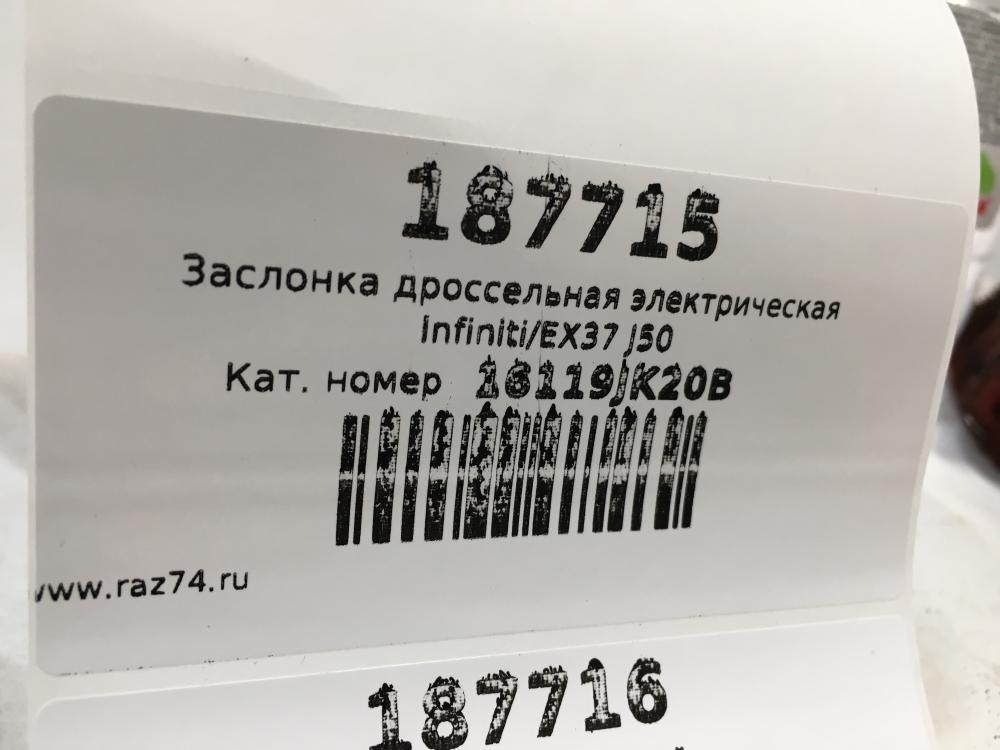 187715
Заслонка дроссельная электрическая
Infiniti/EX37 J50
Кат. номер 16119JK20B
www.raz74.ru
187716